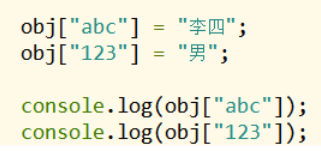 obj["abc"] = "李四";
obj["123"] = "男";
console.log(obj["abc"]);
console.log(obj["123"]);